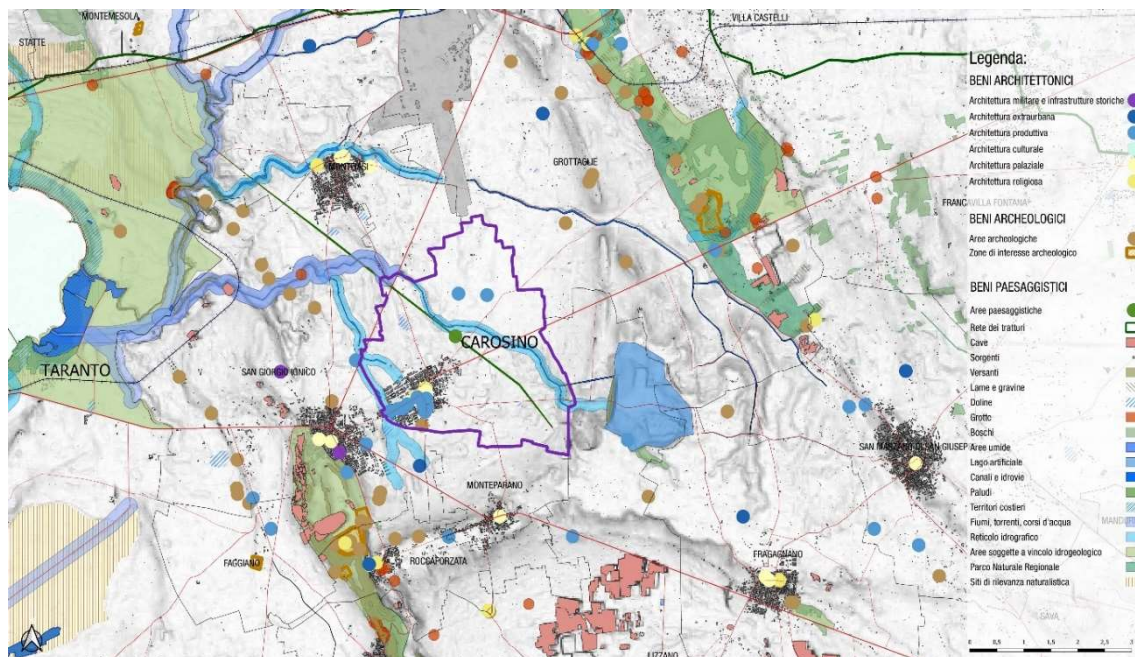 MONTEMESOLA
VILLA CASTELLI
STATTE
GROTTAGLIE
FRANCAVILLA FONTANA
CAROSINO
TARANTO
SAN GIORGIO IONICO
MONTEPARANO
ROCCAFORZATA
FAGGIANO
FRAGAGNANO
LIZZANO
Legenda:
BENI ARCHITETTONICI
Architettura militare e infrastrutture storiche
Architettura extraurbana
Architettura produttiva
Architettura culturale
Architettura palaziale
Architettura religiosa
BENI ARCHEOLOGICI
Aree archeologiche
Zone di interesse archeologico
BENI PAESAGGISTICI
Aree paesaggistiche
Rete dei tratturi
Cave
Sorgenti
Versanti
Lame e gravine
Doline
Grotte
Boschi
Aree umide
Lago artificiale
Canali e idrovie
Paludi
Territori costieri
Fiumi, torrenti, corsi d'acqua
Reticolo idrografico
Aree soggette a vincolo idrogeologico
Parco Naturale Regionale
Siti di rilevanza naturalistica
0 0,5 1 1,5 2 2,5 3